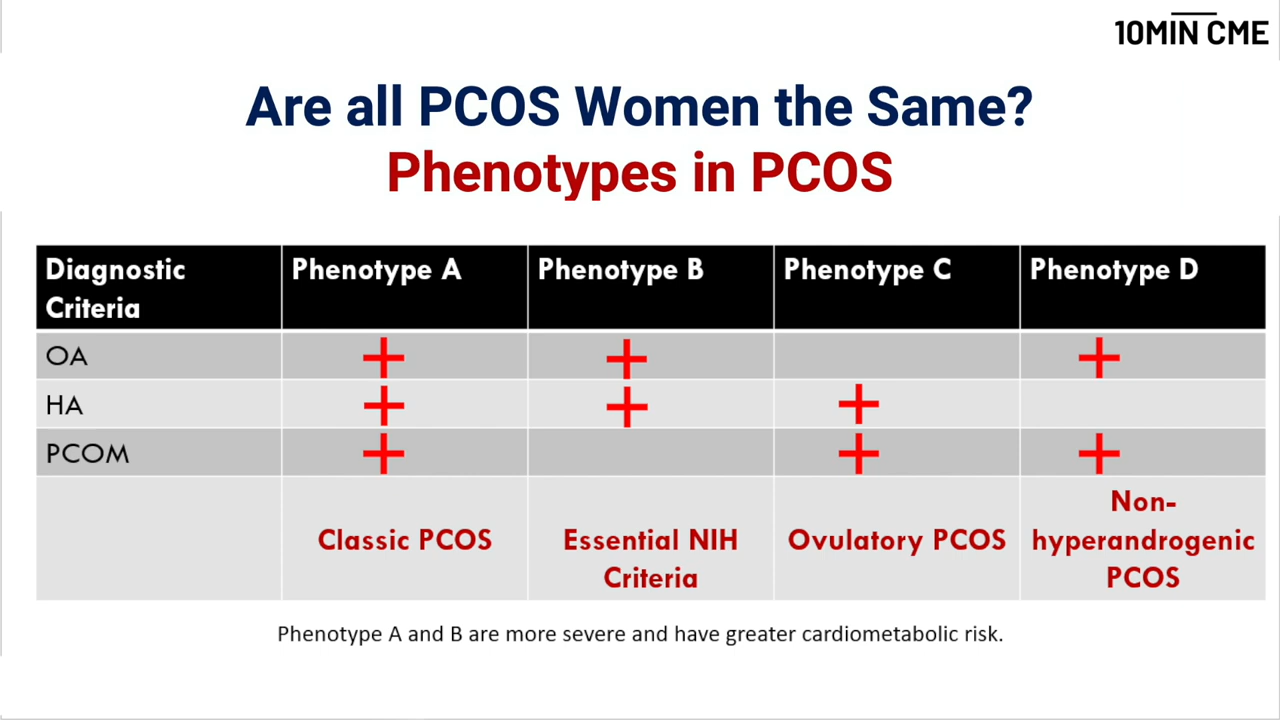 10MIN CME
Are all PCOS Women the Same?
Phenotypes in PCOS
Diagnostic
Criteria
Phenotype A
Phenotype B
Phenotype C
Phenotype D
OA + + +
HA + + +
PCOM + + +
Classic PCOS
Essential NIH
Criteria
Ovulatory PCOS
Non-
hyperandrogenic
PCOS
Phenotype A and B are more severe and have greater cardiometabolic risk.